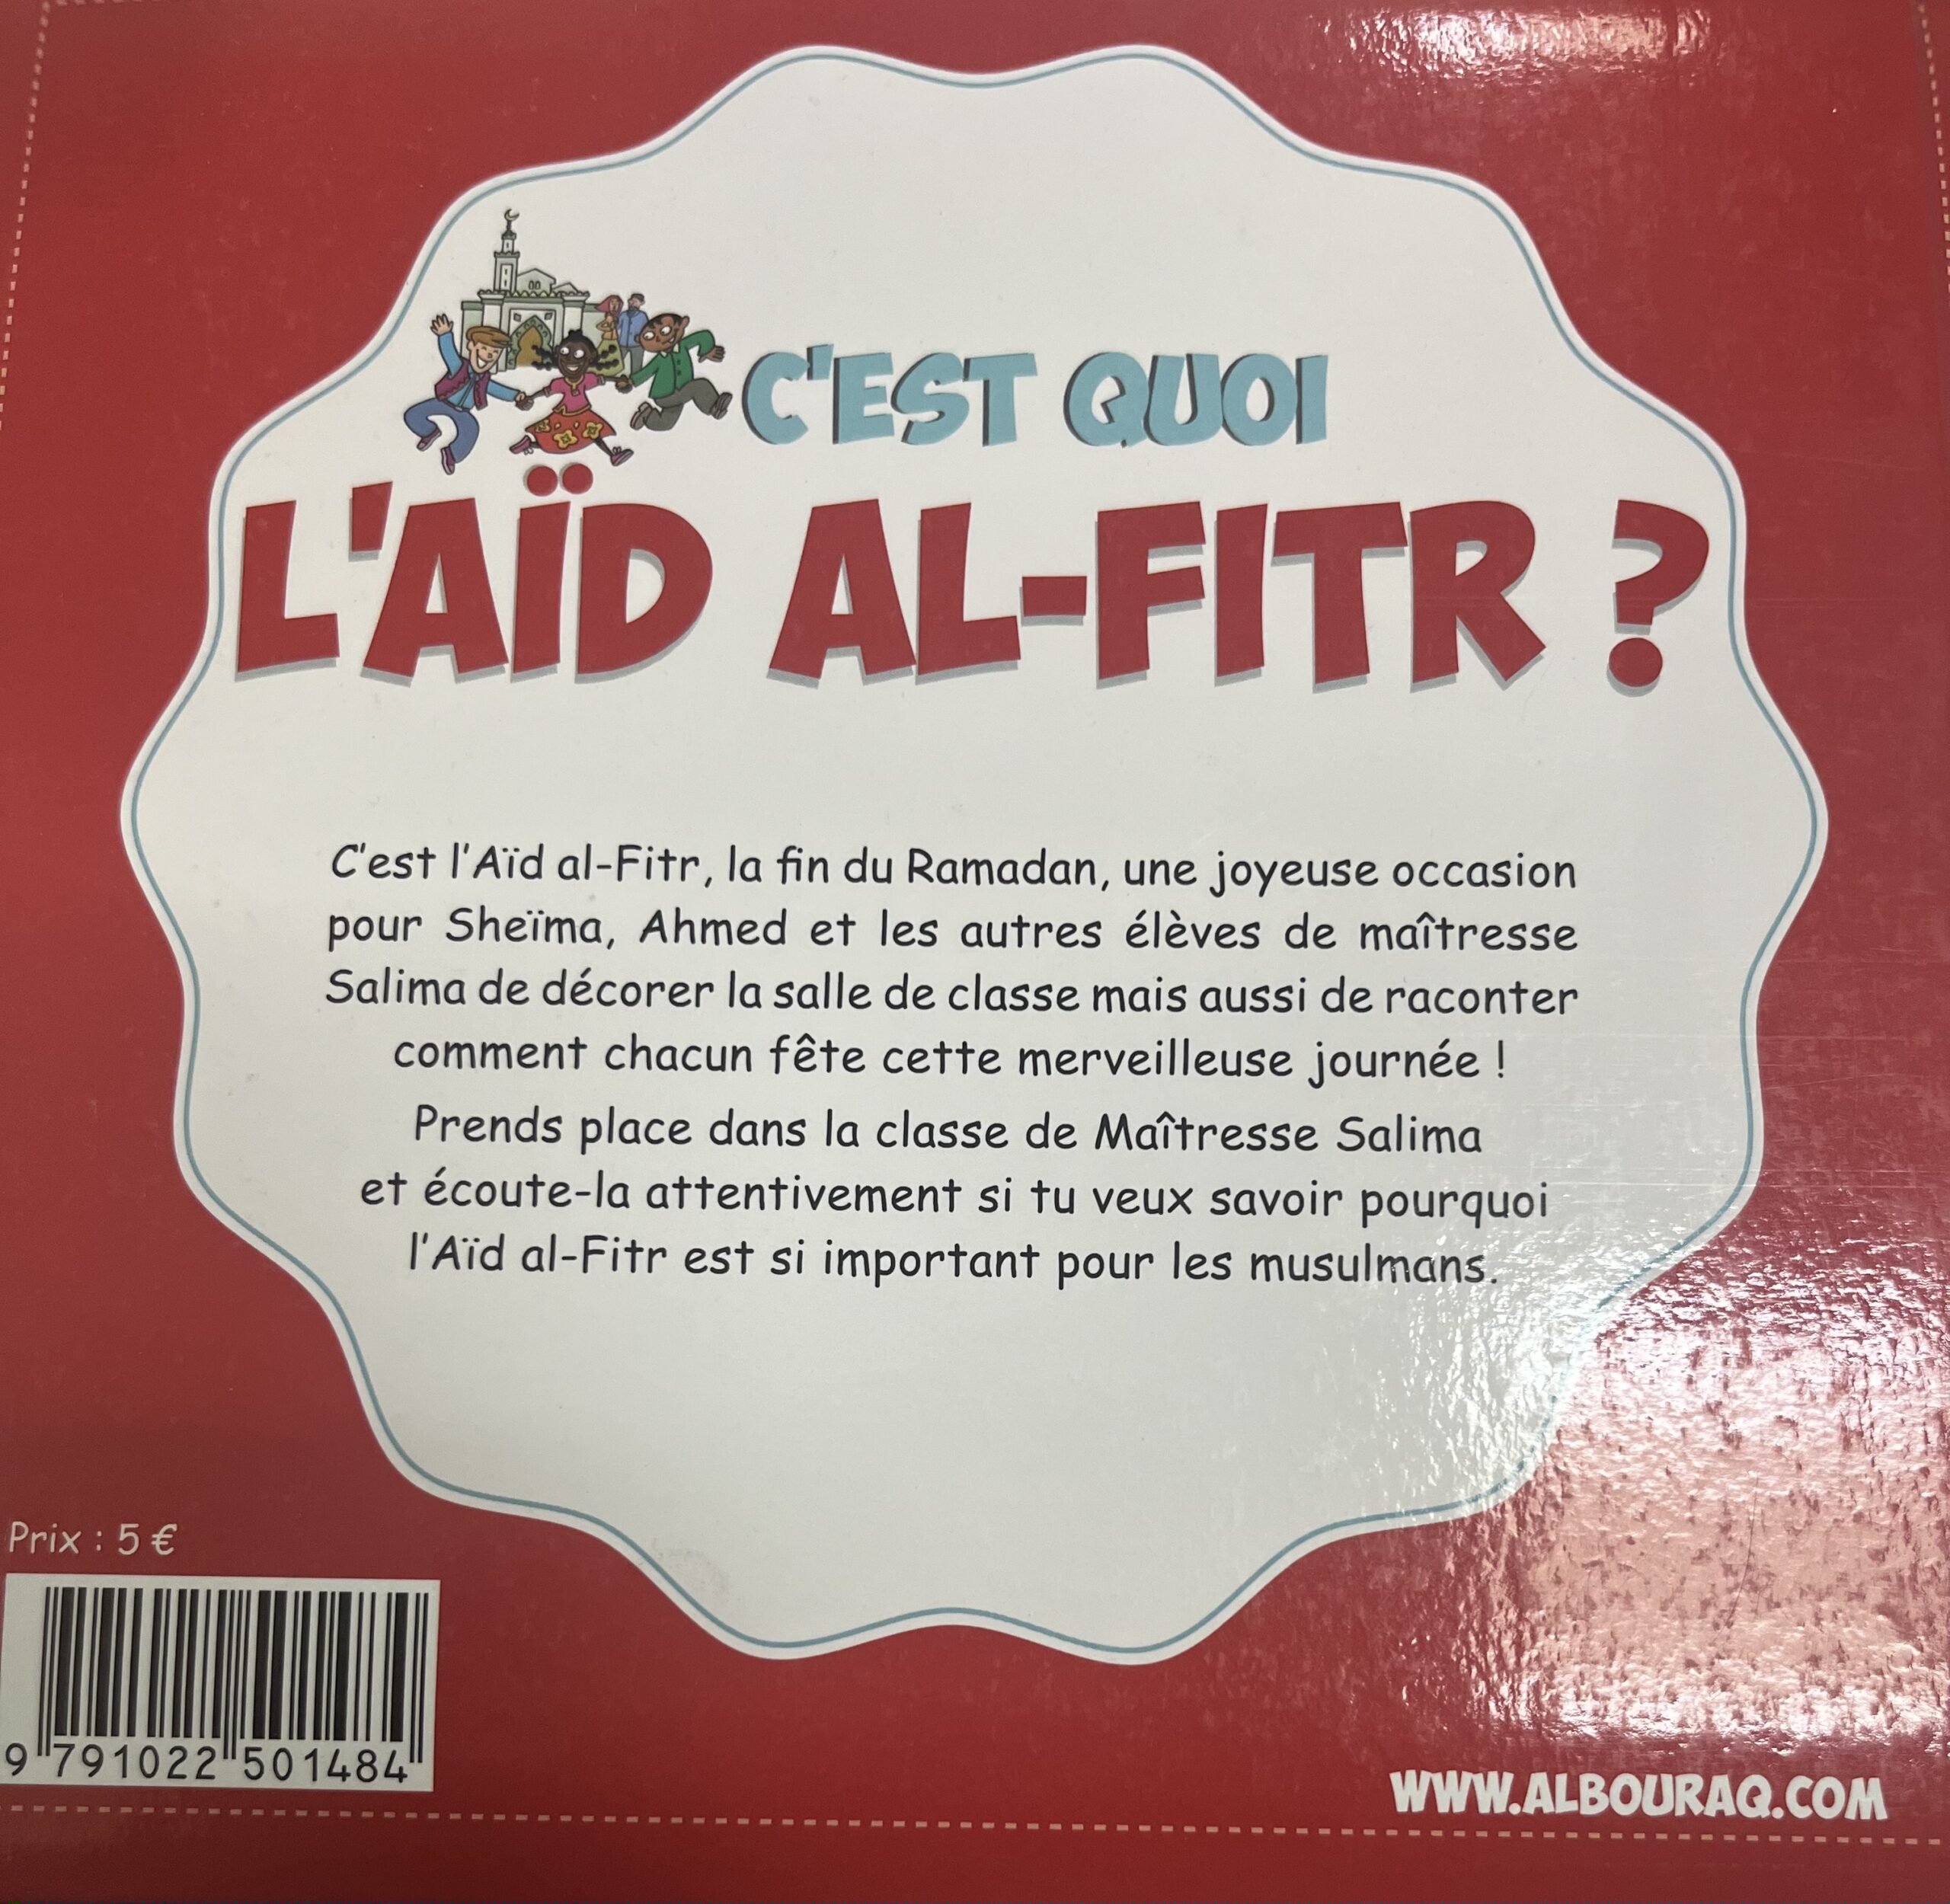 C'EST QUOI
L'AÏD AL-FITR ?
C'est l'Aïd al-Fitr, la fin du Ramadan, une joyeuse occasion
pour Sheïma, Ahmed et les autres élèves de maîtresse
Salima de décorer la salle de classe mais aussi de raconter
comment chacun fête cette merveilleuse journée !
Prends place dans la classe de Maîtresse Salima
et écoute-la attentivement si tu veux savoir pourquoi
l'Aïd al-Fitr est si important pour les musulmans.
Prix : 5 €
9 791022 501484
WWW.ALBOURAQ.COM